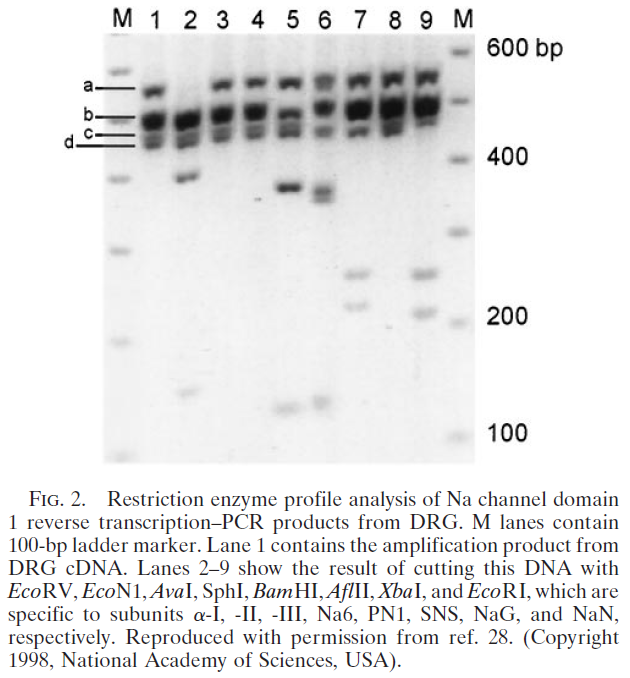 M 1 2 3 4 5 6 7 8 9 M
600 bp
a
b
c
d
400
200
100
FIG. 2. Restriction enzyme profile analysis of Na channel domain
1 reverse transcription–PCR products from DRG. M lanes contain
100-bp ladder marker. Lane 1 contains the amplification product from
DRG cDNA. Lanes 2–9 show the result of cutting this DNA with
EcoRV, EcoN1, AvaI, SphI, BamHI, AflII, XbaI, and EcoRI, which are
specific to subunits α-I, -II, -III, Na6, PN1, SNS, NaG, and NaN,
respectively. Reproduced with permission from ref. 28. (Copyright
1998, National Academy of Sciences, USA).